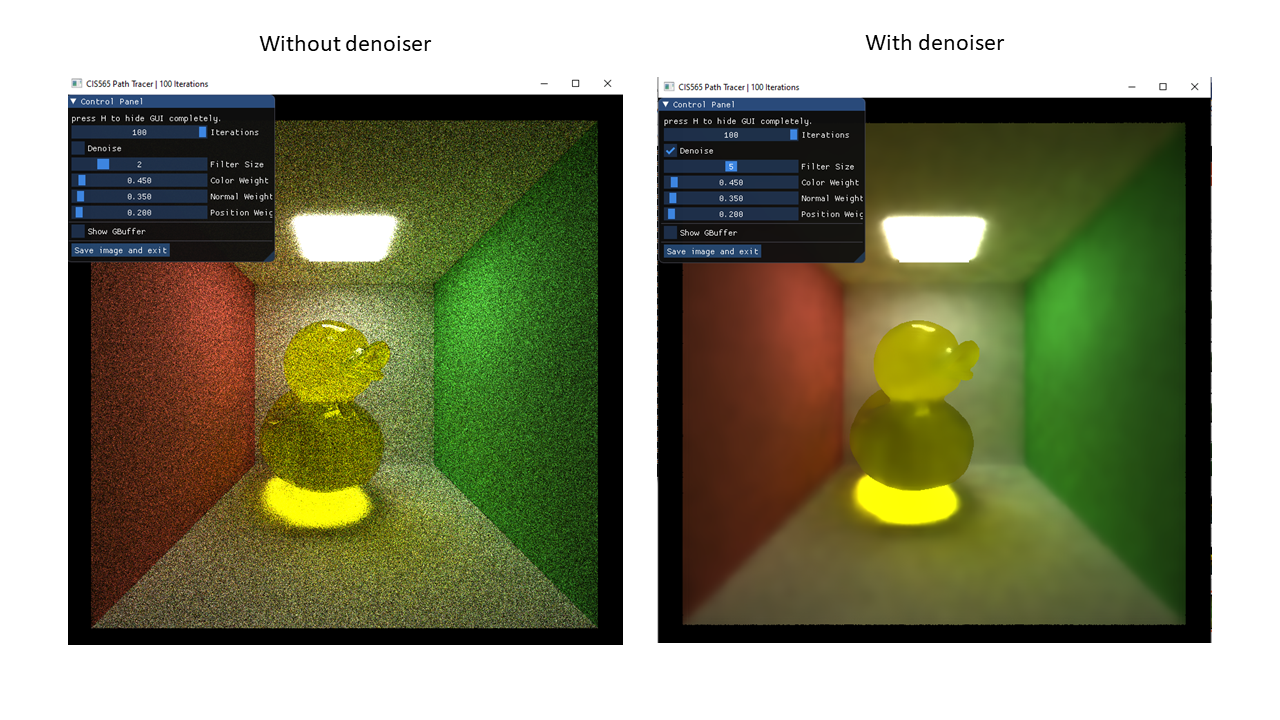 Without denoiser
With denoiser
CIS565 Path Tracer | 100 Iterations
Control Panel
press H to hide GUI completely.
100 Iterations
Denoise
2 Filter Size
0.450 Color Weight
0.350 Normal Weight
0.200 Position Weig
Show GBuffer
Save image and exit
CIS565 Path Tracer | 100 Iterations
Control Panel
press H to hide GUI completely.
100 Iterations
Denoise
5 Filter Size
0.450 Color Weight
0.350 Normal Weight
0.200 Position Weig
Show GBuffer
Save image and exit